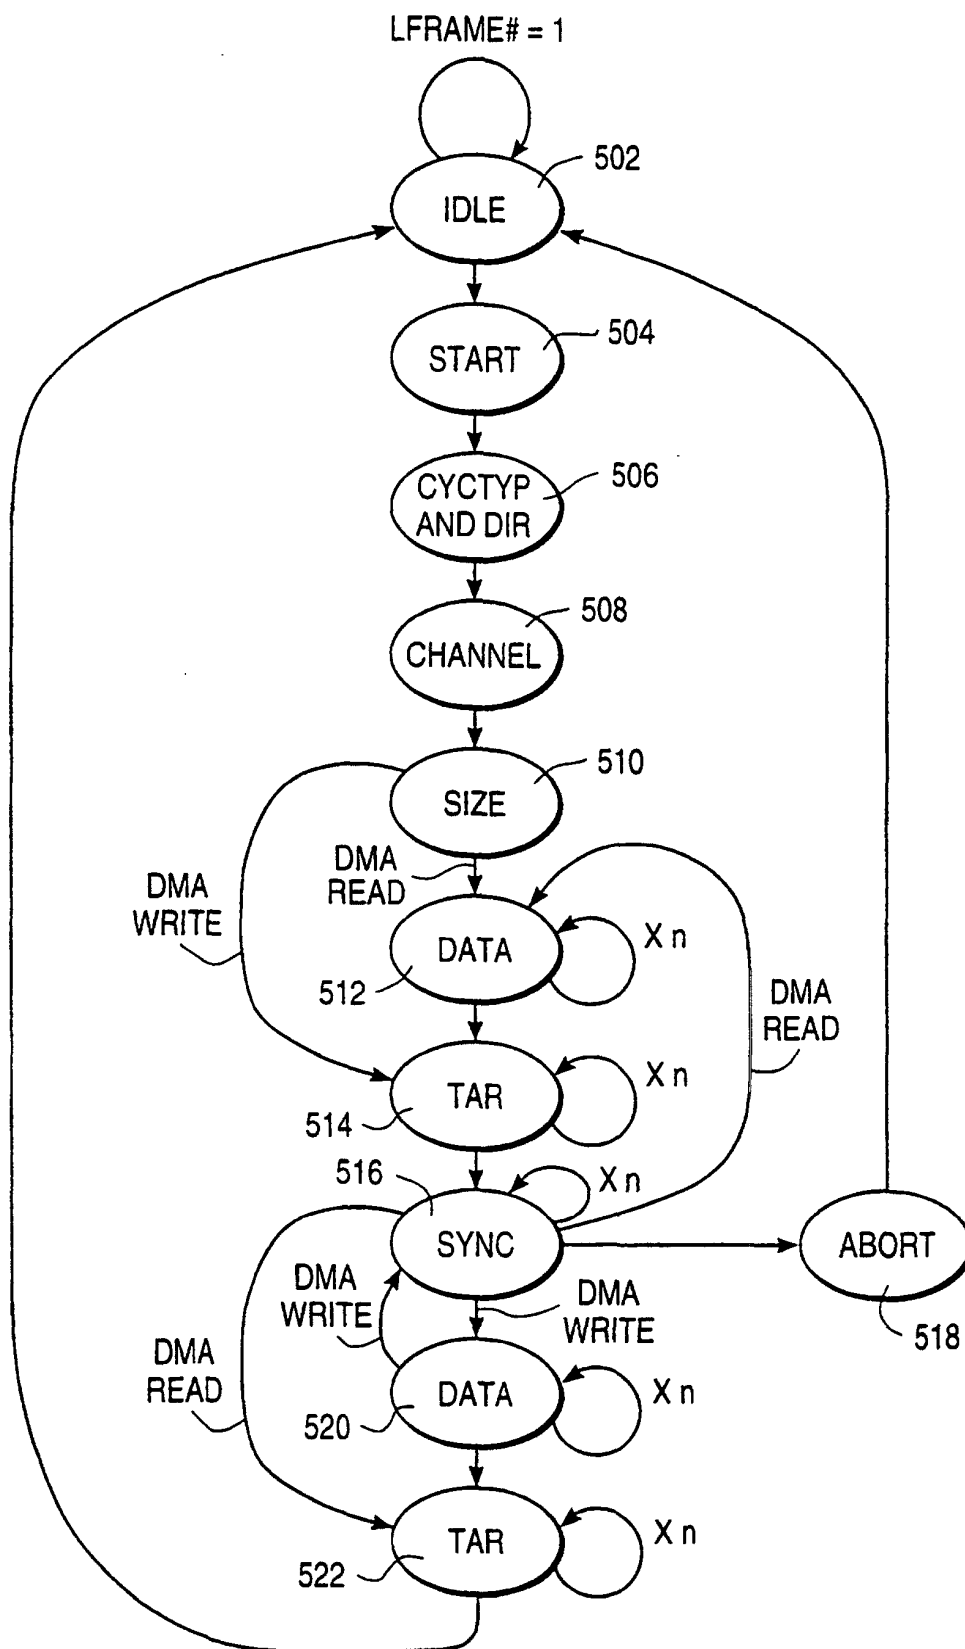 LFRAME# = 1
502
IDLE
504
START
506
CYCTYP
AND DIR
508
CHANNEL
510
SIZE
DMA
READ
DMA
WRITE
DATA
X n
512
DMA
READ
TAR
X n
514
516
X n
SYNC
ABORT
518
DMA
WRITE
DMA
WRITE
DMA
READ
DATA
X n
520
TAR
X n
522